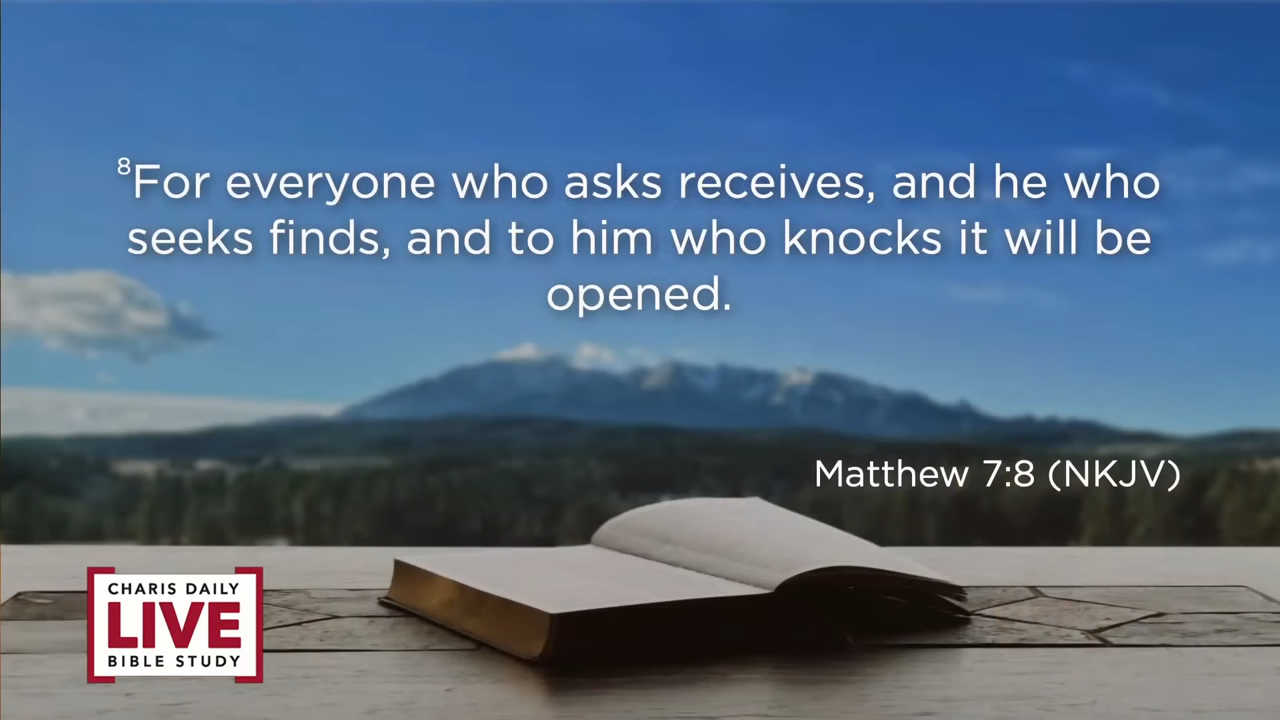 ⁸For everyone who asks receives, and he who
seeks finds, and to him who knocks it will be
opened.
Matthew 7:8 (NKJV)
CHARIS DAILY
LIVE
BIBLE STUDY